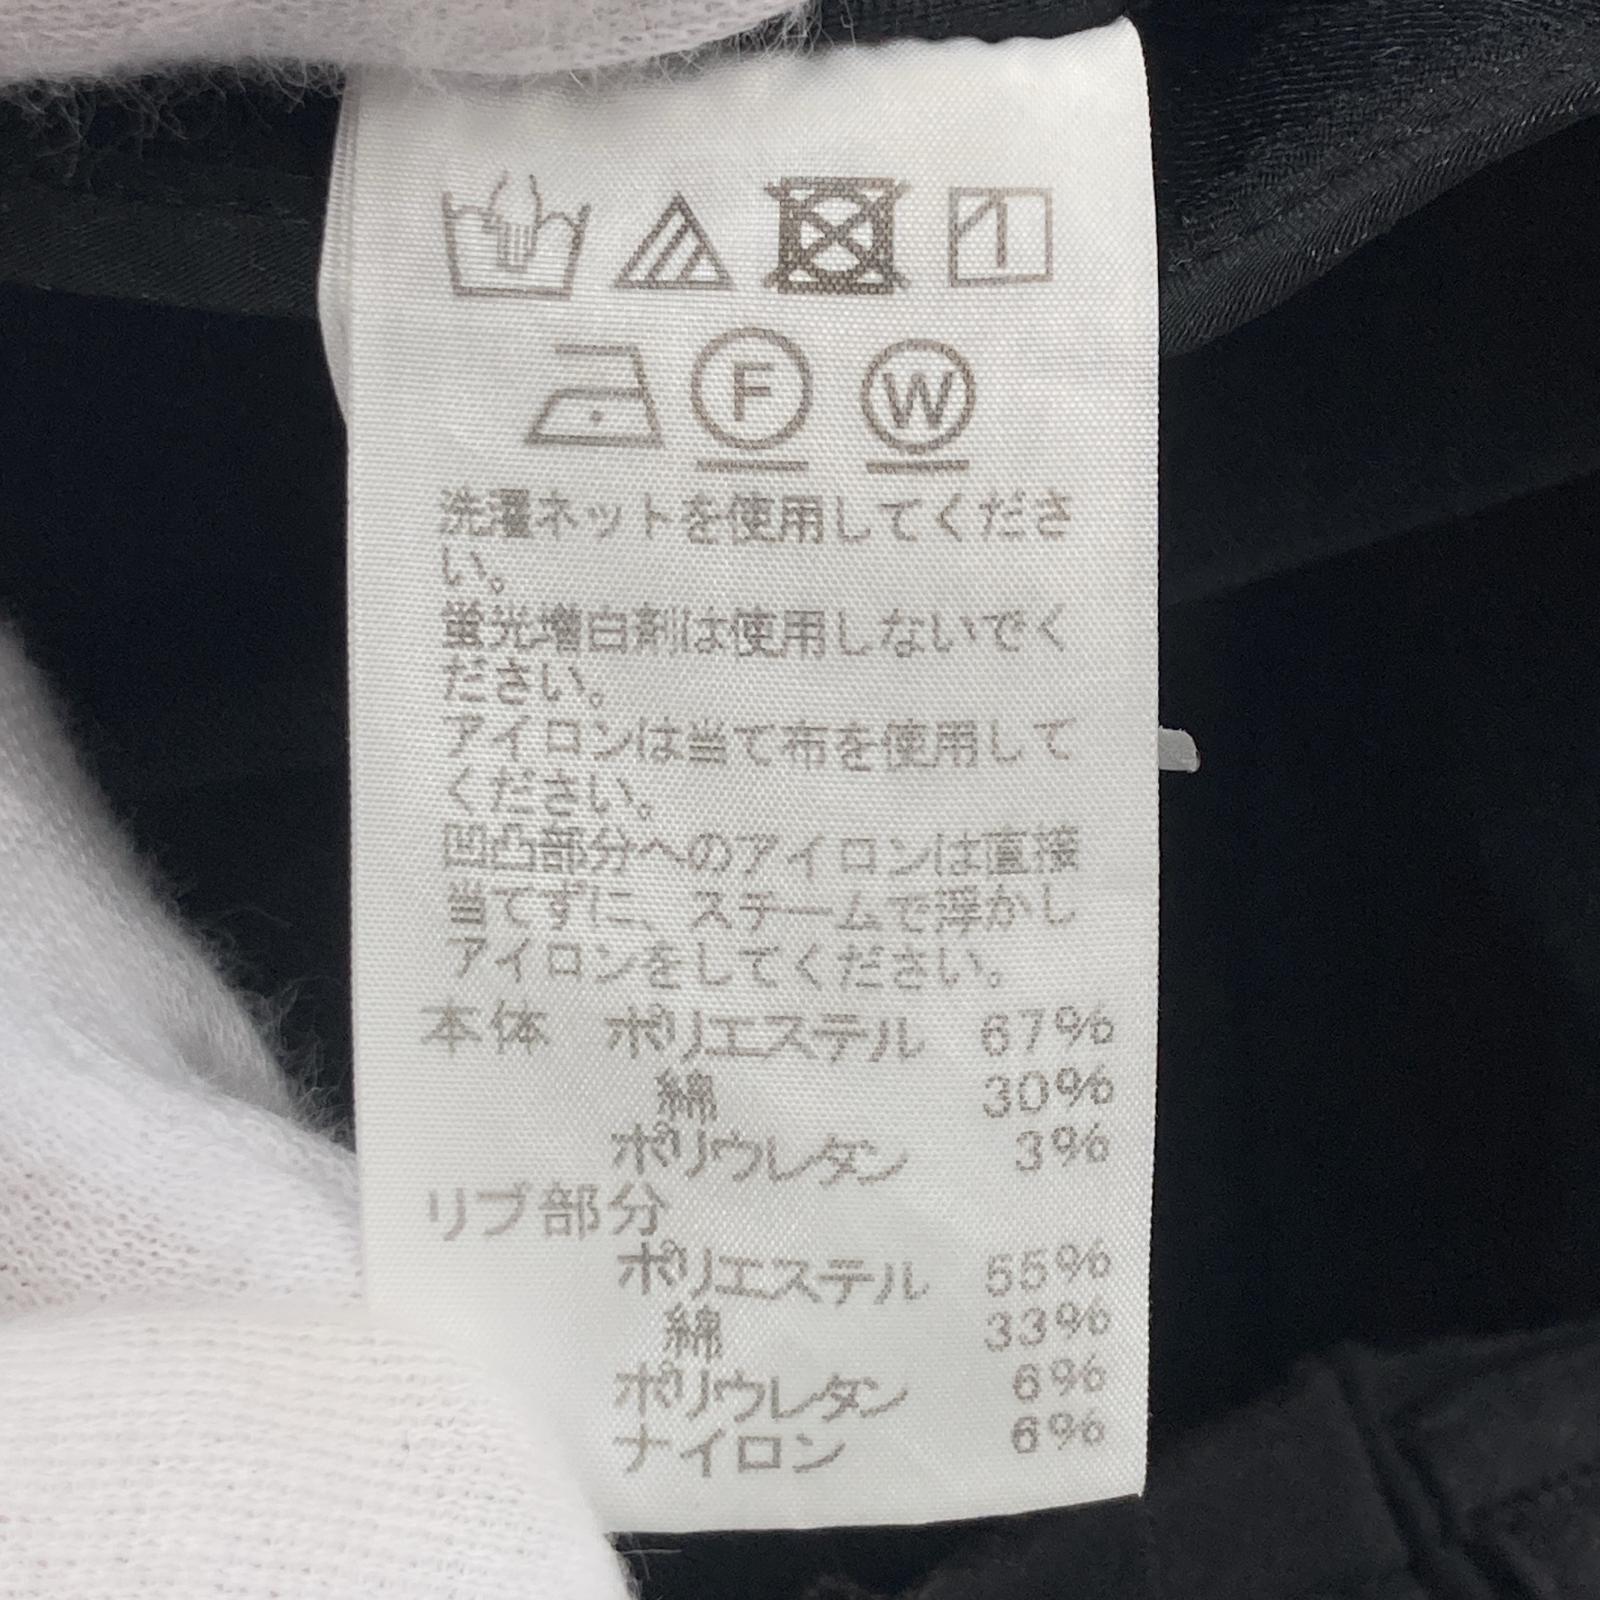 F W
洗濯ネットを使用してくださ
い。
蛍光増白剤は使用しないでく
ださい。
アイロンは当て布を使用して
ください。
凹凸部分へのアイロンは直接
当てずに、スチームで浮かし
アイロンをしてください。
本体 ポリエステル 67%
綿 30%
ポリウレタン 3%
リブ部分
ポリエステル 55%
綿 33%
ポリウレタン 6%
ナイロン 6%